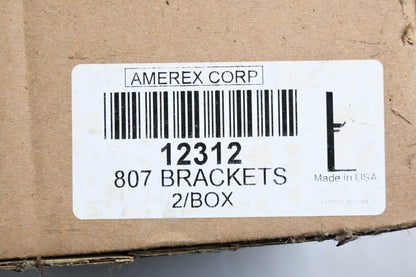 AMEREX CORP
12312
807 BRACKETS
2/BOX
Made in USA